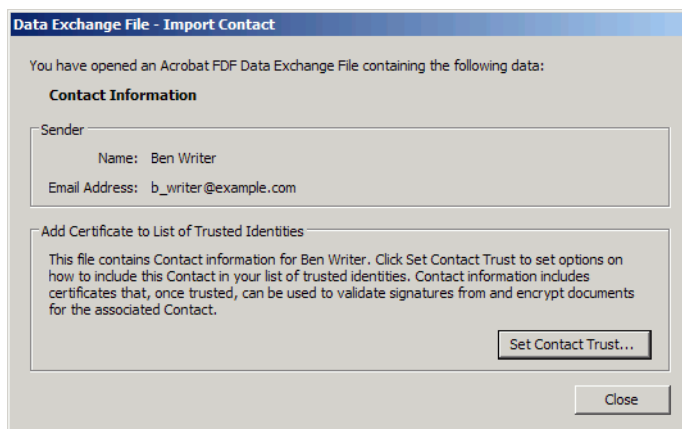 Data Exchange File - Import Contact
You have opened an Acrobat FDF Data Exchange File containing the following data:
Contact Information
Sender
Name: Ben Writer
Email Address: b_writer@example.com
Add Certificate to List of Trusted Identities
This file contains Contact information for Ben Writer. Click Set Contact Trust to set options on
how to include this Contact in your list of trusted identities. Contact information includes
certificates that, once trusted, can be used to validate signatures from and encrypt documents
for the associated Contact.
Set Contact Trust...
Close